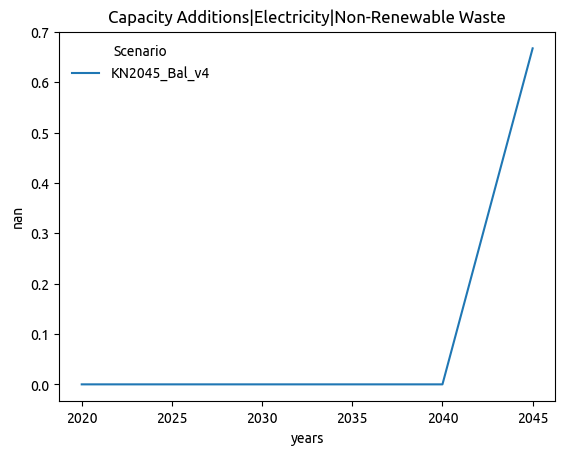 Capacity Additions|Electricity|Non-Renewable Waste
Scenario
KN2045_Bal_v4
0.7
0.6
0.5
0.4
0.3
0.2
0.1
0.0
nan
2020 2025 2030 2035 2040 2045
years